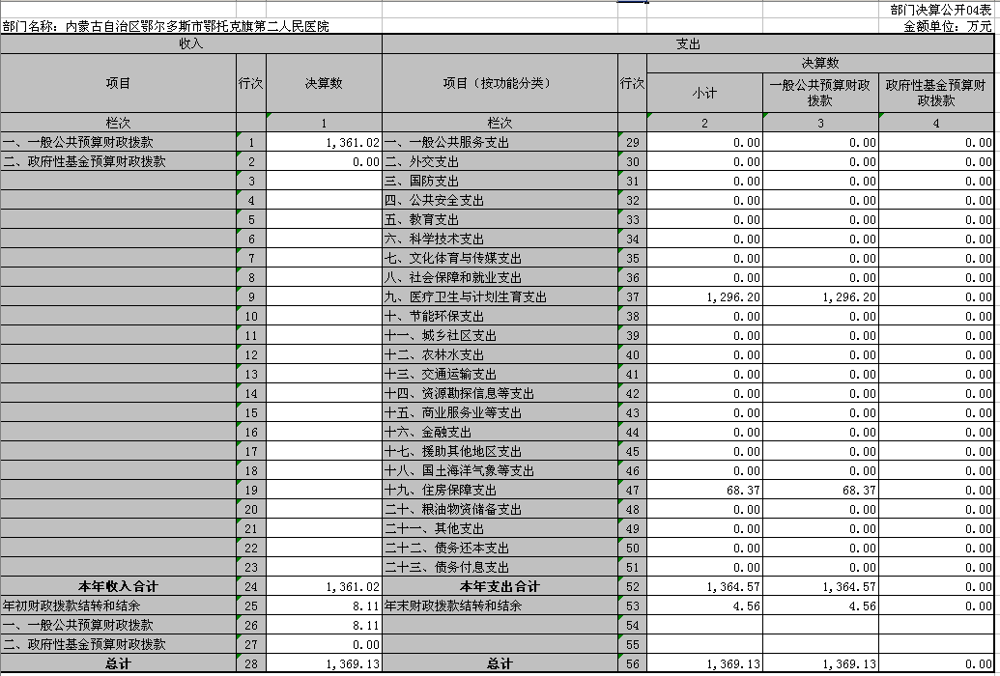 部门决算公开04表
部门名称：内蒙古自治区鄂尔多斯市鄂托克旗第二人民医院 金额单位：万元
收入 支出
项目 行次 决算数 项目（按功能分类） 行次 决算数
小计 一般公共预算财政拨款 政府性基金预算财政拨款
栏次 1 栏次 2 3 4
一、一般公共预算财政拨款 1 1,361.02 一、一般公共服务支出 29 0.00 0.00 0.00
二、政府性基金预算财政拨款 2 0.00 二、外交支出 30 0.00 0.00 0.00
3 三、国防支出 31 0.00 0.00 0.00
4 四、公共安全支出 32 0.00 0.00 0.00
5 五、教育支出 33 0.00 0.00 0.00
6 六、科学技术支出 34 0.00 0.00 0.00
7 七、文化体育与传媒支出 35 0.00 0.00 0.00
8 八、社会保障和就业支出 36 0.00 0.00 0.00
9 九、医疗卫生与计划生育支出 37 1,296.20 1,296.20 0.00
10 十、节能环保支出 38 0.00 0.00 0.00
11 十一、城乡社区支出 39 0.00 0.00 0.00
12 十二、农林水支出 40 0.00 0.00 0.00
13 十三、交通运输支出 41 0.00 0.00 0.00
14 十四、资源勘探信息等支出 42 0.00 0.00 0.00
15 十五、商业服务业等支出 43 0.00 0.00 0.00
16 十六、金融支出 44 0.00 0.00 0.00
17 十七、援助其他地区支出 45 0.00 0.00 0.00
18 十八、国土海洋气象等支出 46 0.00 0.00 0.00
19 十九、住房保障支出 47 68.37 68.37 0.00
20 二十、粮油物资储备支出 48 0.00 0.00 0.00
21 二十一、其他支出 49 0.00 0.00 0.00
22 二十二、债务还本支出 50 0.00 0.00 0.00
23 二十三、债务付息支出 51 0.00 0.00 0.00
本年收入合计 24 1,361.02 本年支出合计 52 1,364.57 1,364.57 0.00
年初财政拨款结转和结余 25 8.11 年末财政拨款结转和结余 53 4.56 4.56 0.00
一、一般公共预算财政拨款 26 8.11 54
二、政府性基金预算财政拨款 27 0.00 55
总计 28 1,369.13 总计 56 1,369.13 1,369.13 0.00